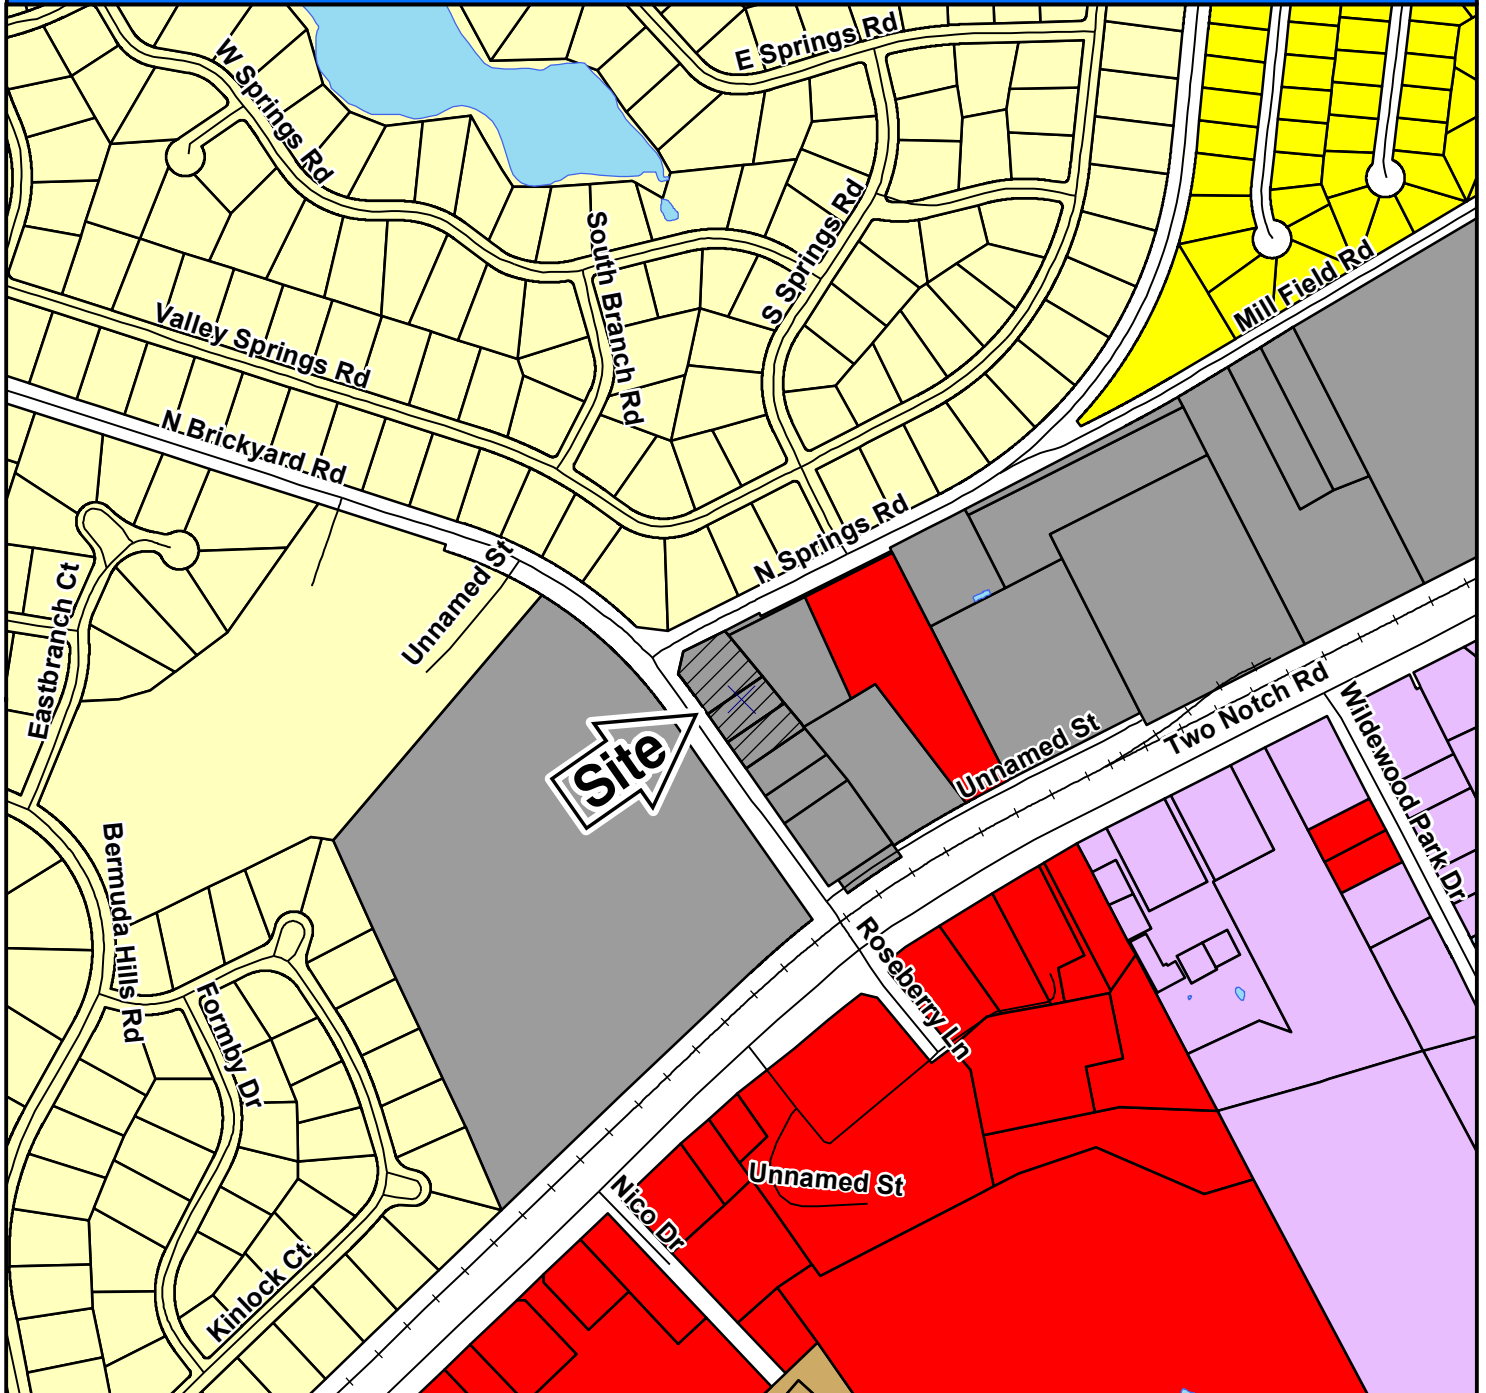 E Springs Rd
W Springs Rd
S Springs Rd
South Branch Rd
Mill Field Rd
Valley Springs Rd
N Brickyard Rd
N Springs Rd
Unnamed St
Eastbranch Ct
Site
Unnamed St
Two Notch Rd
Wildewood Park Dr
Bermuda Hills Rd
Roseberry Ln
Formby Dr
Unnamed St
Nico Dr
Kinlock Ct